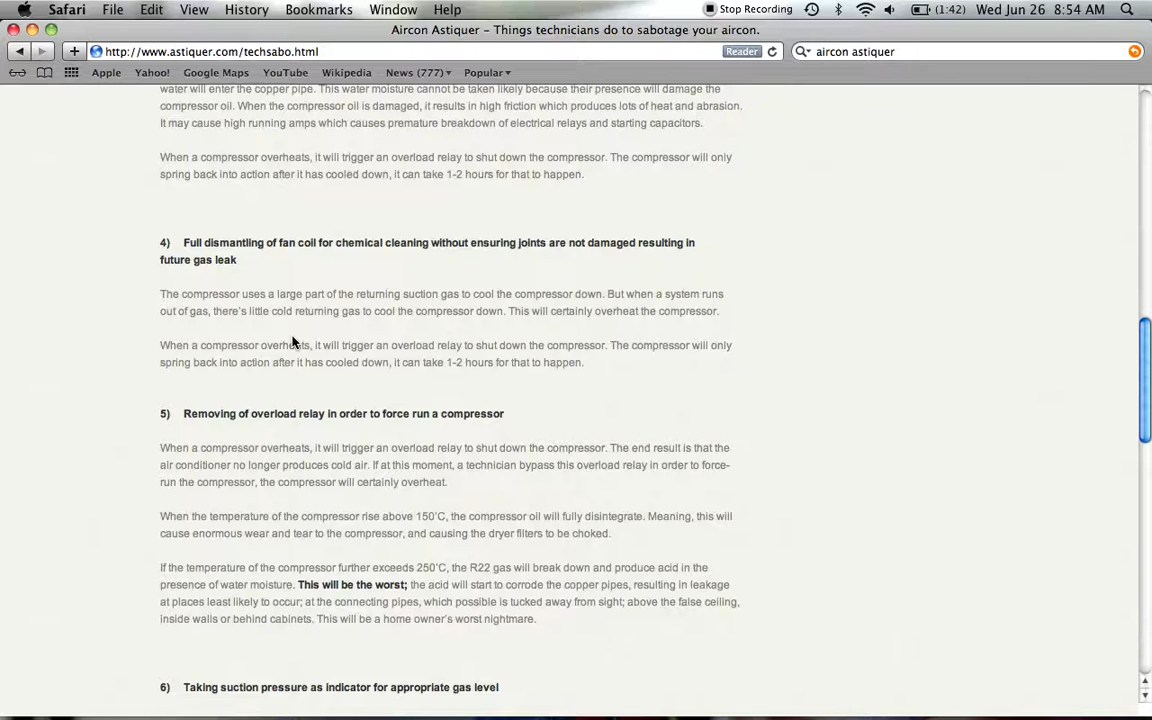 Safari File Edit View History Bookmarks Window Help Stop Recording (1:42) Wed Jun 26 8:54 AM
Aircon Astiquer – Things technicians do to sabotage your aircon.
http://www.astiquer.com/techsabo.html Reader aircon astiquer
Apple Yahoo! Google Maps YouTube Wikipedia News (777) Popular
water will enter the copper pipe. This water moisture cannot be taken likely because their presence will damage the
compressor oil. When the compressor oil is damaged, it results in high friction which produces lots of heat and abrasion.
It may cause high running amps which causes premature breakdown of electrical relays and starting capacitors.
When a compressor overheats, it will trigger an overload relay to shut down the compressor. The compressor will only
spring back into action after it has cooled down, it can take 1-2 hours for that to happen.
4) Full dismantling of fan coil for chemical cleaning without ensuring joints are not damaged resulting in
future gas leak
The compressor uses a large part of the returning suction gas to cool the compressor down. But when a system runs
out of gas, there's little cold returning gas to cool the compressor down. This will certainly overheat the compressor.
When a compressor overheats, it will trigger an overload relay to shut down the compressor. The compressor will only
spring back into action after it has cooled down, it can take 1-2 hours for that to happen.
5) Removing of overload relay in order to force run a compressor
When a compressor overheats, it will trigger an overload relay to shut down the compressor. The end result is that the
air conditioner no longer produces cold air. If at this moment, a technician bypass this overload relay in order to force-
run the compressor, the compressor will certainly overheat.
When the temperature of the compressor rise above 150°C, the compressor oil will fully disintegrate. Meaning, this will
cause enormous wear and tear to the compressor, and causing the dryer filters to be choked.
If the temperature of the compressor further exceeds 250°C, the R22 gas will break down and produce acid in the
presence of water moisture. This will be the worst; the acid will start to corrode the copper pipes, resulting in leakage
at places least likely to occur; at the connecting pipes, which possible is tucked away from sight; above the false ceiling,
inside walls or behind cabinets. This will be a home owner's worst nightmare.
6) Taking suction pressure as indicator for appropriate gas level